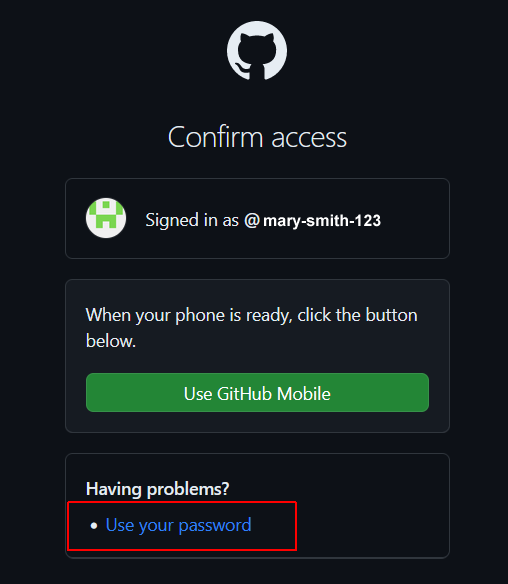 Confirm access
Signed in as @mary-smith-123
When your phone is ready, click the button
below.
Use GitHub Mobile
Having problems?
• Use your password